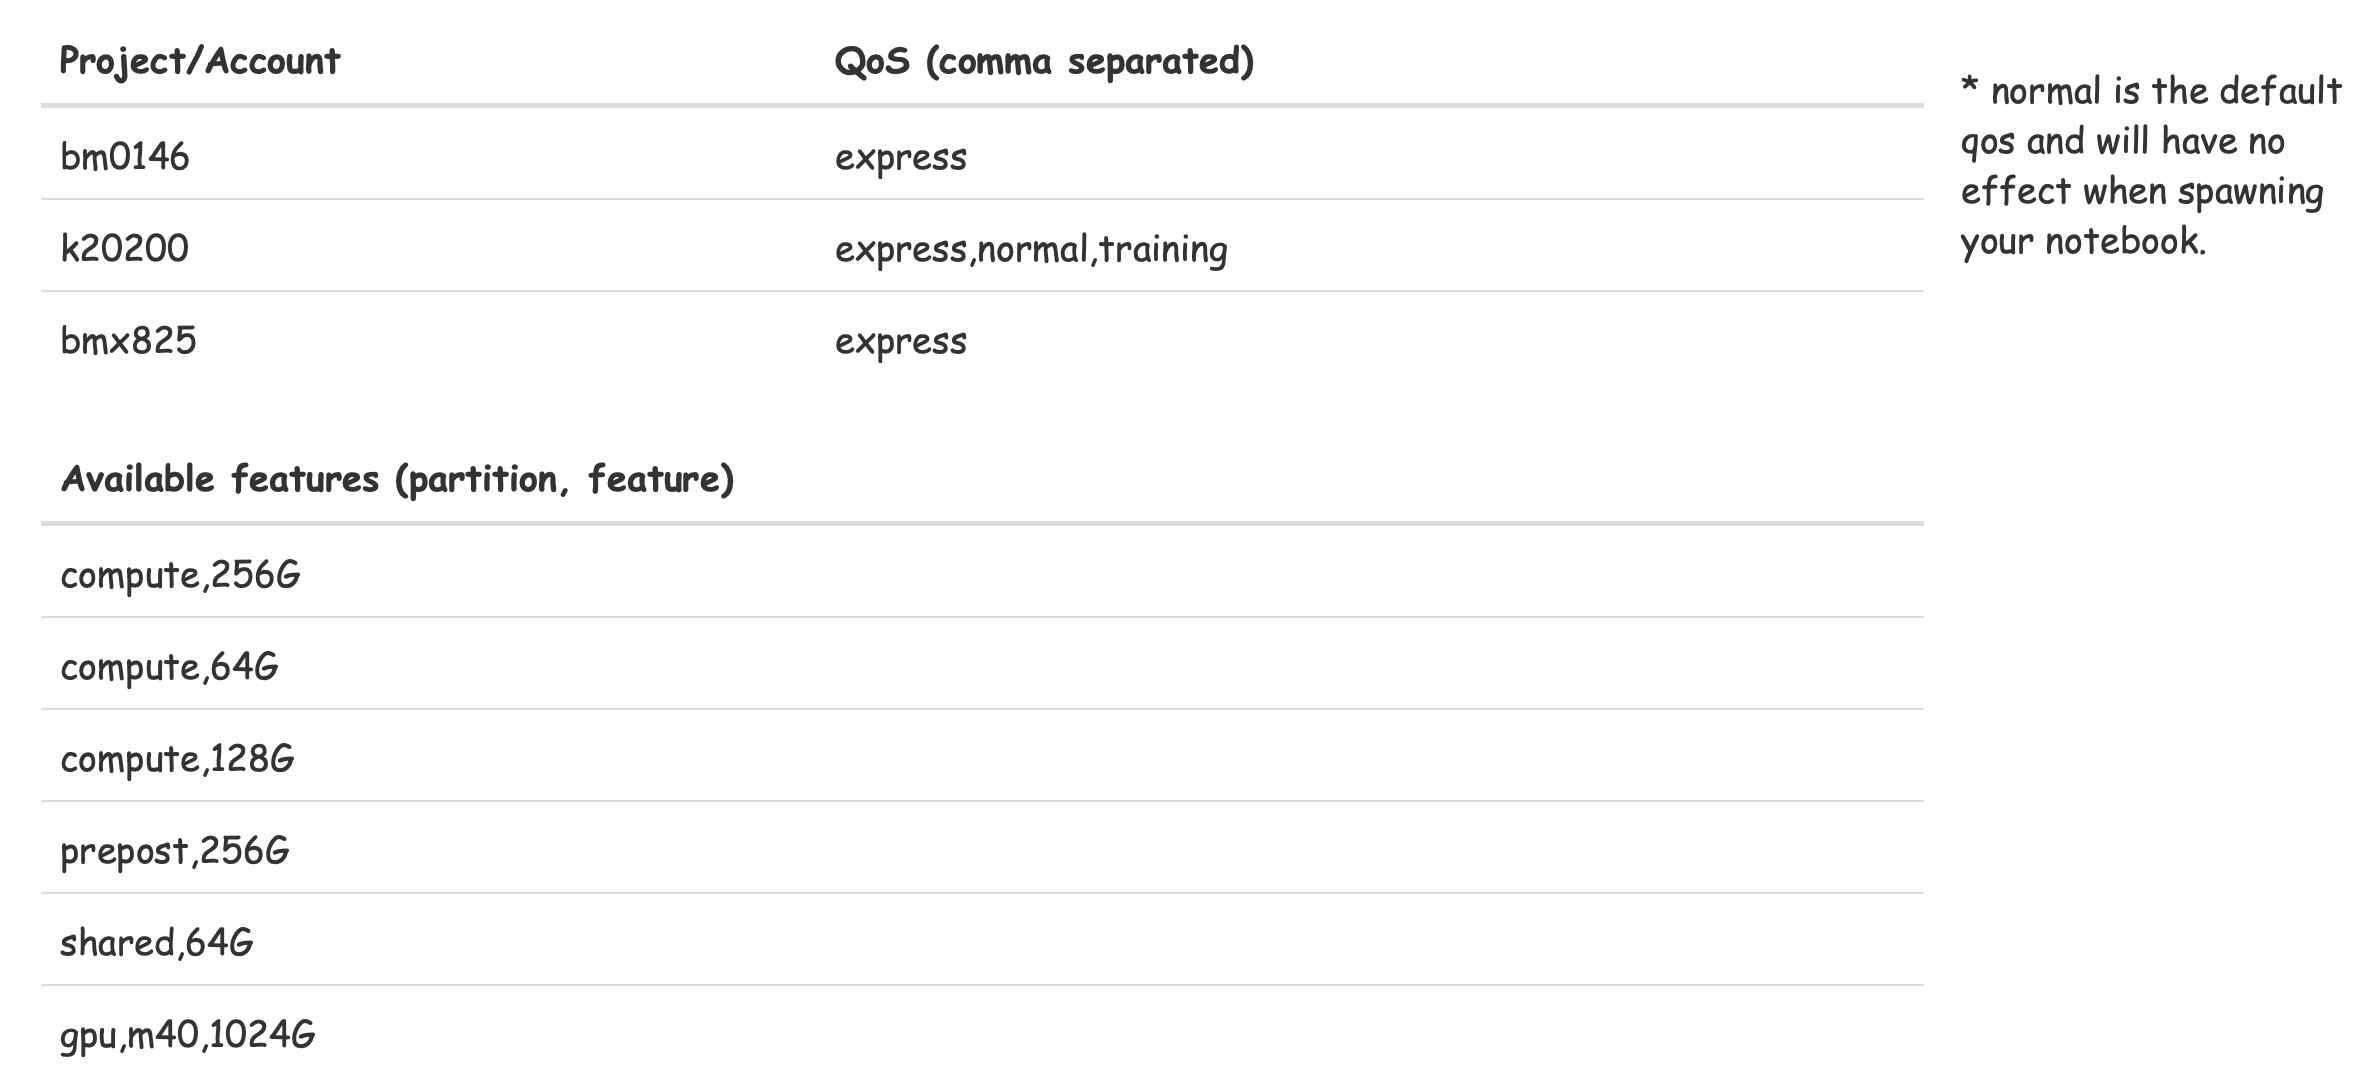 Project/Account QoS (comma separated)
bm0146 express
k20200 express,normal,training
bmx825 express
* normal is the default
qos and will have no
effect when spawning
your notebook.
Available features (partition, feature)
compute,256G
compute,64G
compute,128G
prepost,256G
shared,64G
gpu,m40,1024G